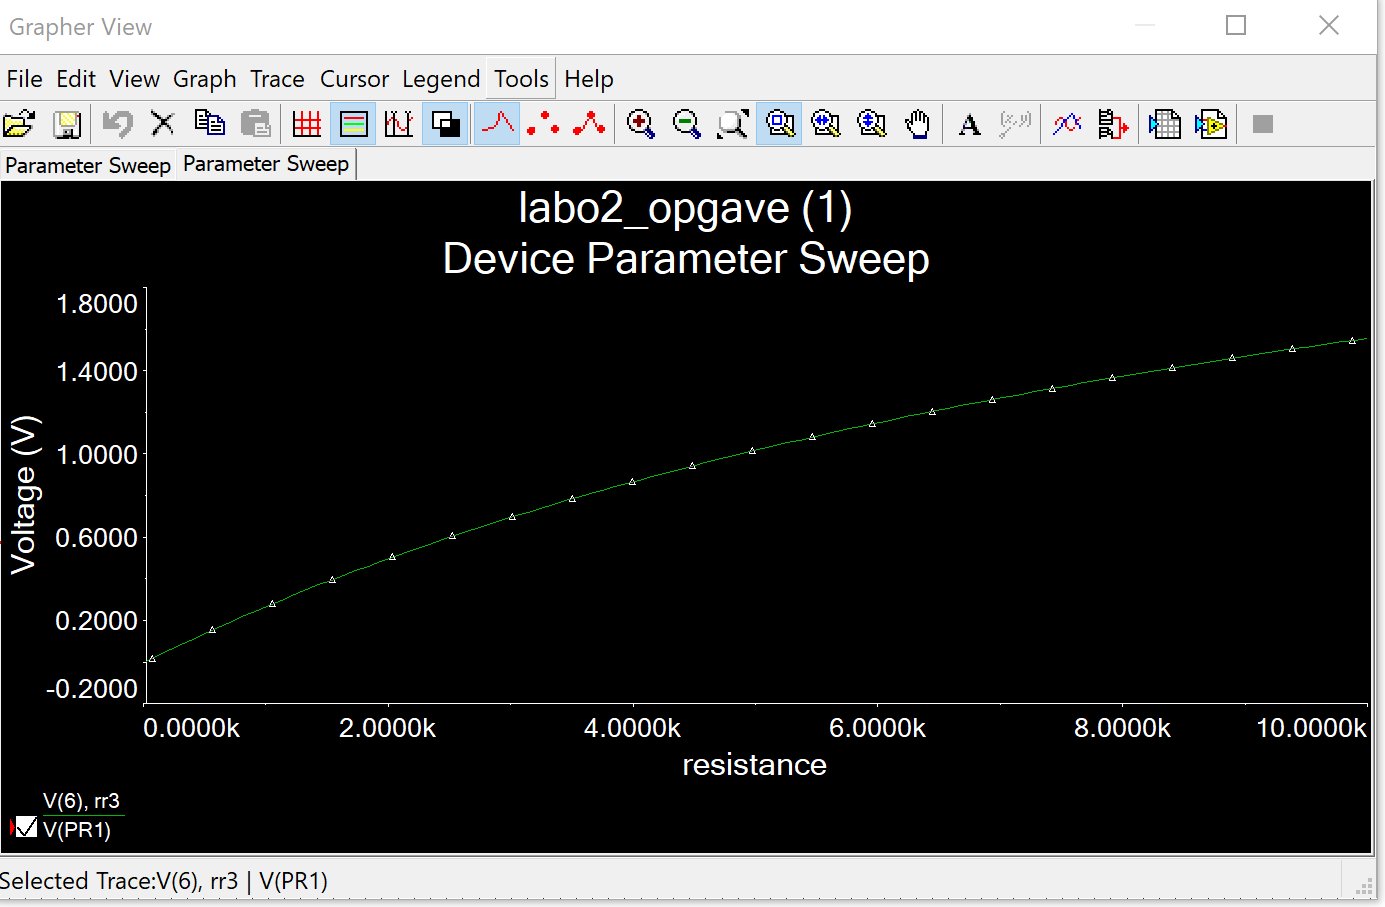 Grapher View
File Edit View Graph Trace Cursor Legend Tools Help
Parameter Sweep Parameter Sweep
labo2_opgave (1)
Device Parameter Sweep
1.8000
1.4000
1.0000
0.6000
0.2000
-0.2000
Voltage (V)
0.0000k 2.0000k 4.0000k 6.0000k 8.0000k 10.0000k
resistance
V(6), rr3
V(PR1)
Selected Trace:V(6), rr3 | V(PR1)